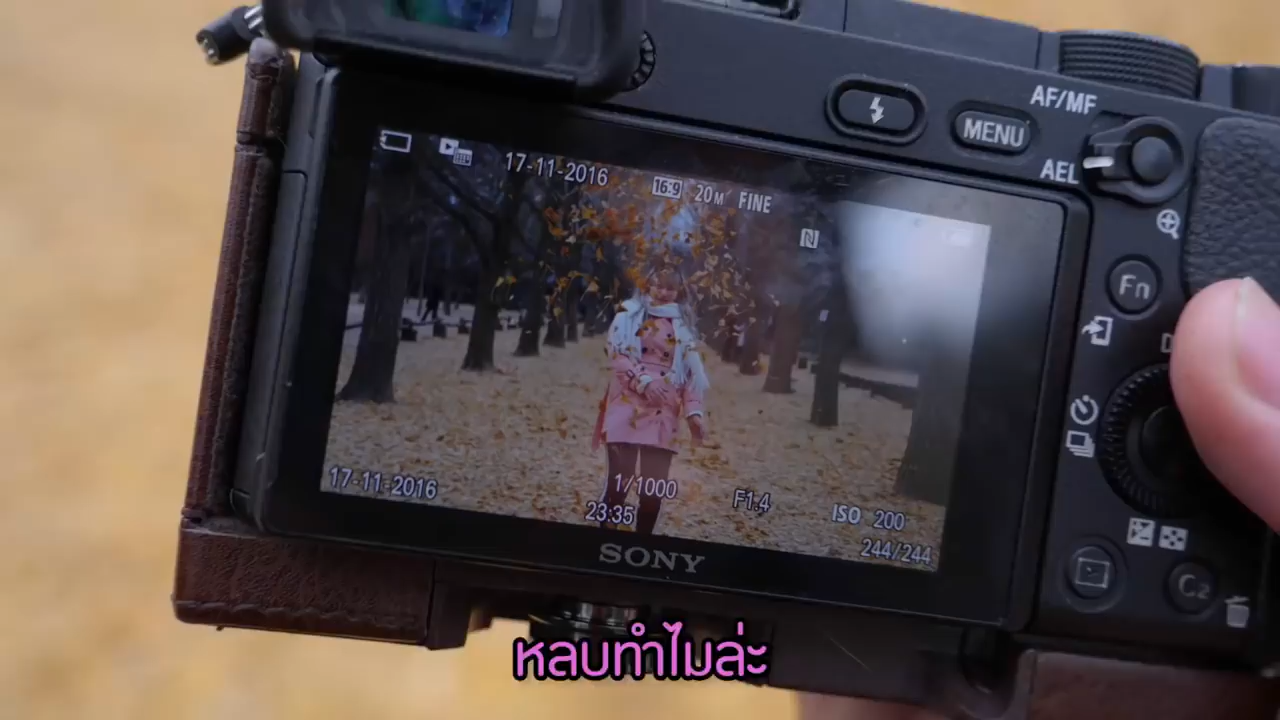 AF/MF
MENU
AEL
17-11-2016 16:9 20M FINE
Fn
17-11-2016 1/1000 F1.4 ISO 200
23:35 244/244
SONY
C2
หลบทำไมล่ะ